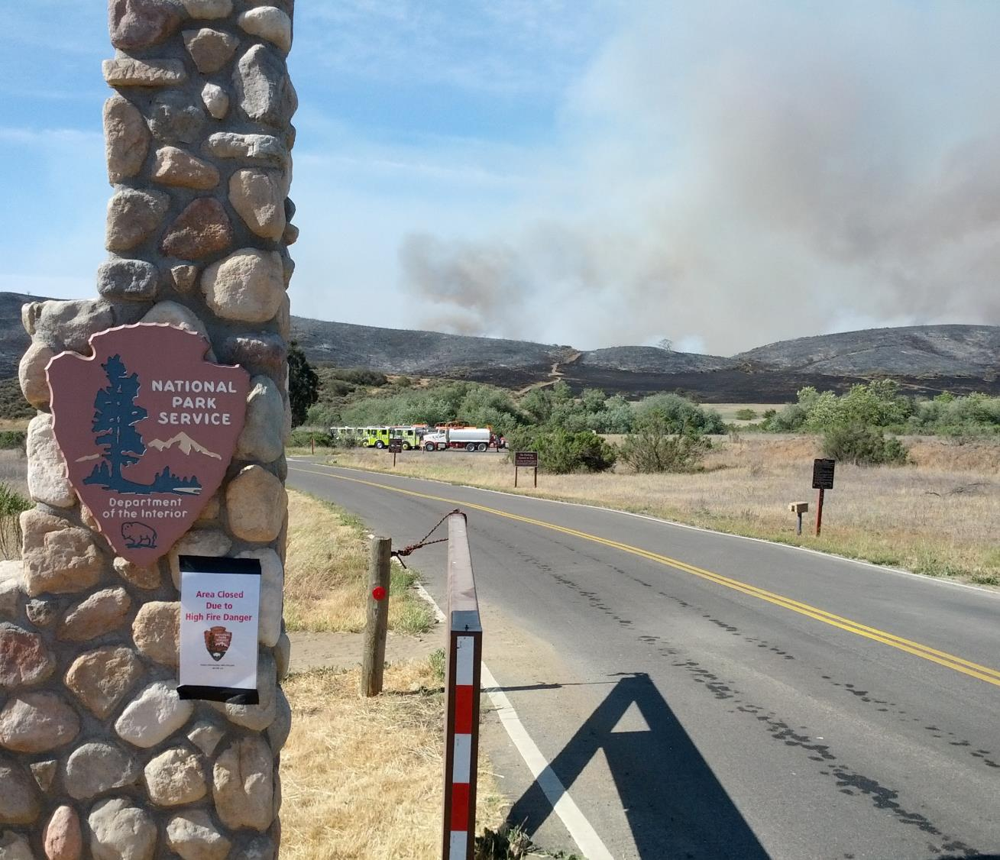 NATIONAL
PARK
SERVICE
Department
of the Interior
Area Closed
Due to
High Fire Danger